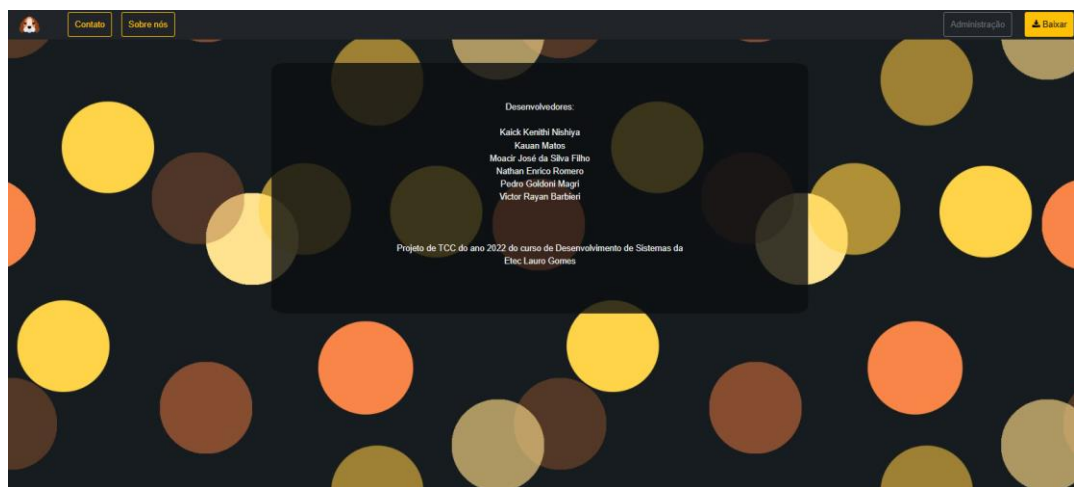 Contato
Sobre nós
Administração
Baixar
Desenvolvedores:
Kaick Kenithi Nishiya
Kauan Matos
Moacir José da Silva Filho
Nathan Enrico Romero
Pedro Goldoni Magri
Victor Rayan Barbieri
Projeto de TCC do ano 2022 do curso de Desenvolvimento de Sistemas da
Etec Lauro Gomes